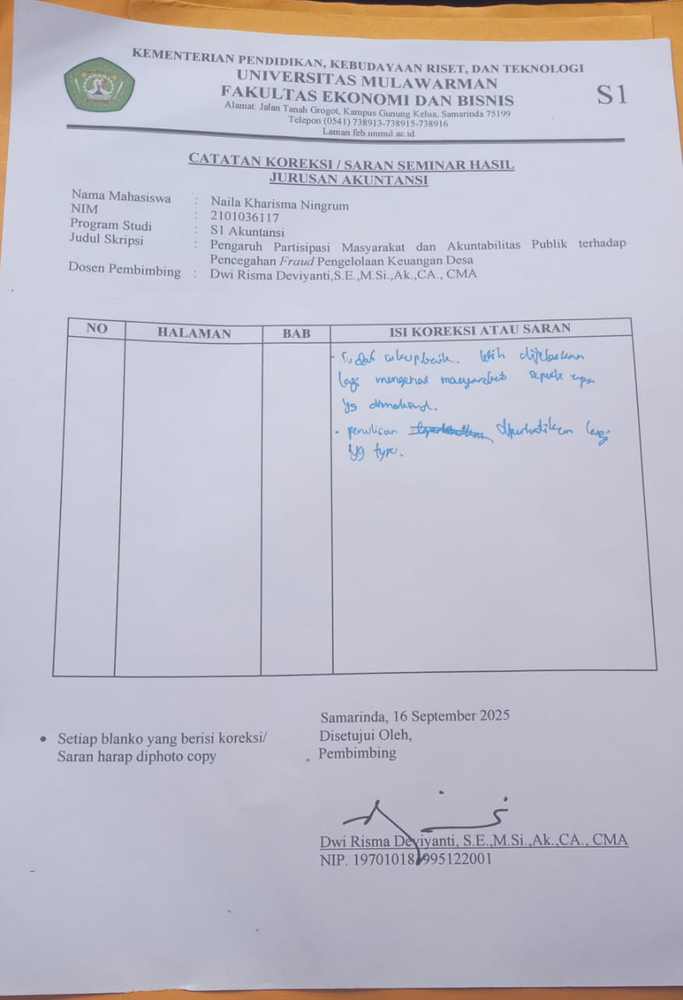 KEMENTERIAN PENDIDIKAN, KEBUDAYAAN RISET, DAN TEKNOLOGI
UNIVERSITAS MULAWARMAN
FAKULTAS EKONOMI DAN BISNIS
S1
Alamat: Jalan Tanah Grogot, Kampus Gunung Kelua, Samarinda 75199
Telepon (0541) 738913-738915-738916
Laman feb.unmul.ac.id
CATATAN KOREKSI / SARAN SEMINAR HASIL
JURUSAN AKUNTANSI
Nama Mahasiswa : Naila Kharisma Ningrum
NIM : 2101036117
Program Studi : S1 Akuntansi
Judul Skripsi : Pengaruh Partisipasi Masyarakat dan Akuntabilitas Publik terhadap
Pencegahan Fraud Pengelolaan Keuangan Desa
Dosen Pembimbing : Dwi Risma Deviyanti,S.E.,M.Si.,Ak.,CA., CMA
NO HALAMAN BAB ISI KOREKSI ATAU SARAN
- Sudah cukup baik. lebih dijelaskan
lagi mengenai masyarakat seperti apa
yg dimaksud.
- penulisan diperhatikan lagi
yg typo.
Samarinda, 16 September 2025
• Setiap blanko yang berisi koreksi/
Saran harap diphoto copy
Disetujui Oleh,
Pembimbing
Dwi Risma Deviyanti, S.E.,M.Si.,Ak.,CA., CMA
NIP. 197010181995122001